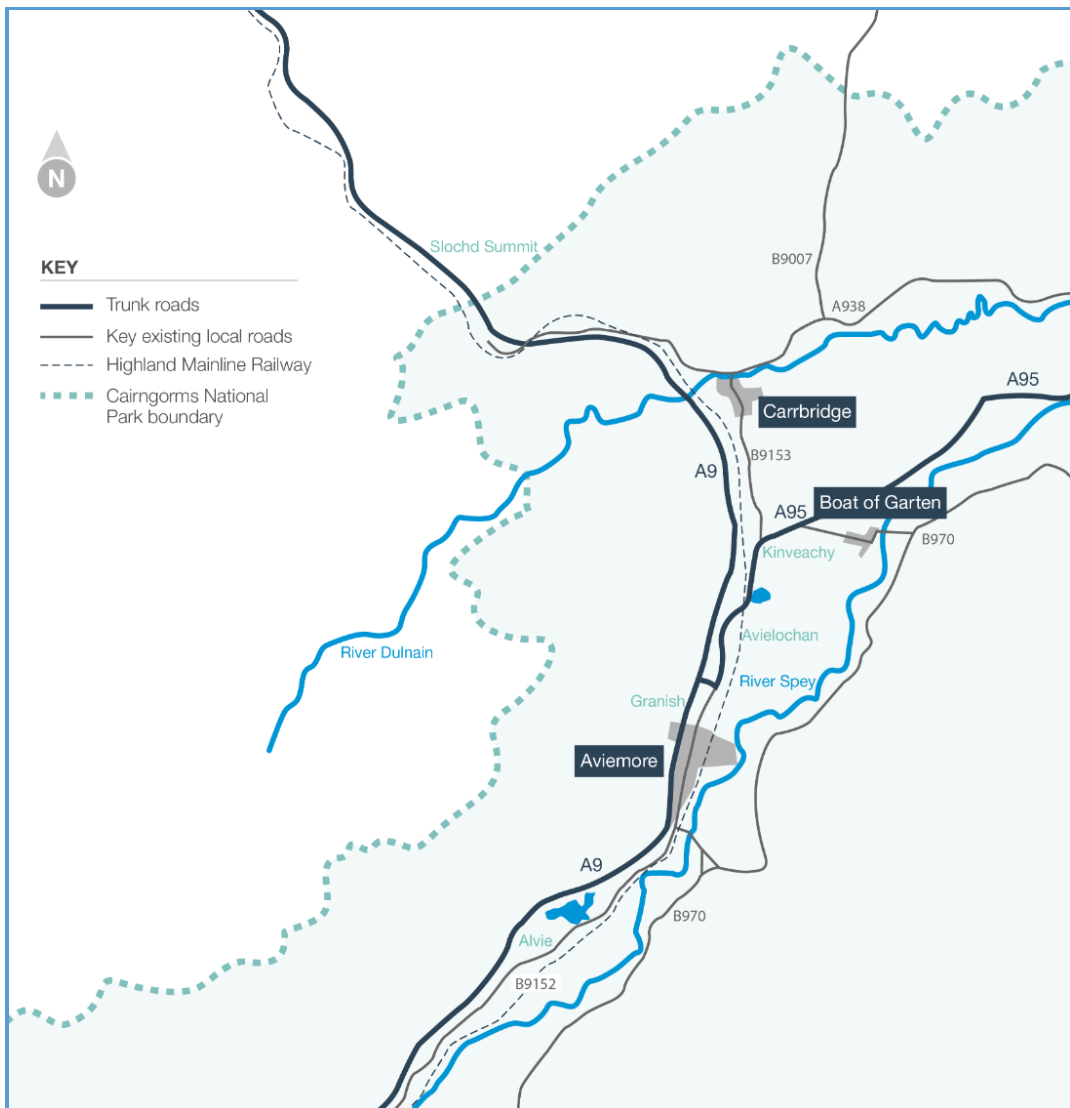 Slochd Summit
N
B9007
KEY
Trunk roads
A938
Key existing local roads
Highland Mainline Railway
A95
Cairngorms National
Park boundary
Carrbridge
B9153
A9
Boat of Garten
A95
B970
Kinveachy
Avielochan
River Dulnain
River Spey
Granish
Aviemore
A9
B970
Alvie
B9152